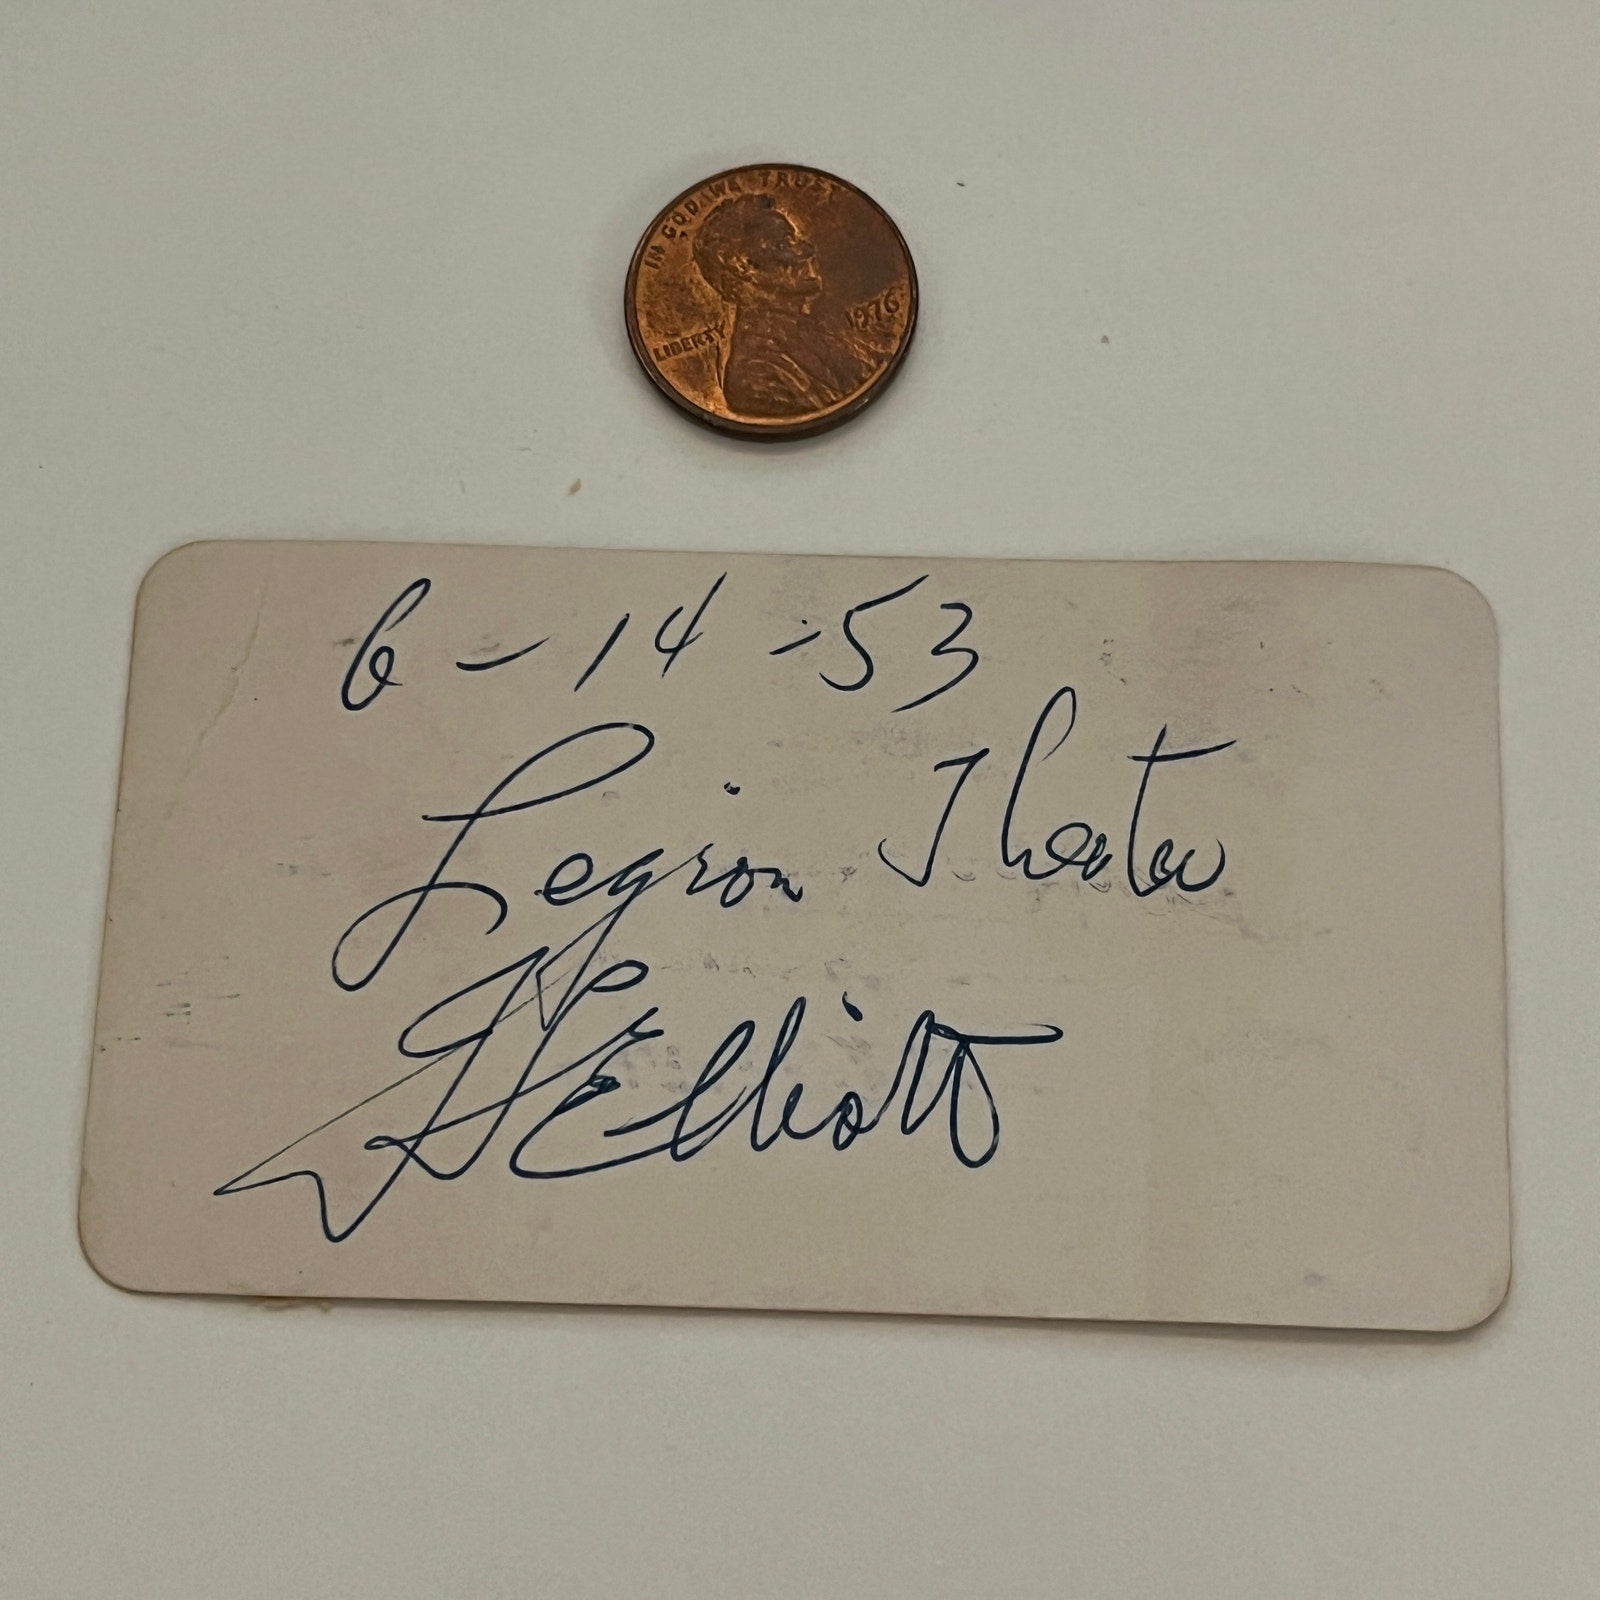 IN GOD WE TRUST
LIBERTY
1976
6-14-53
Legion Theater
Elliott